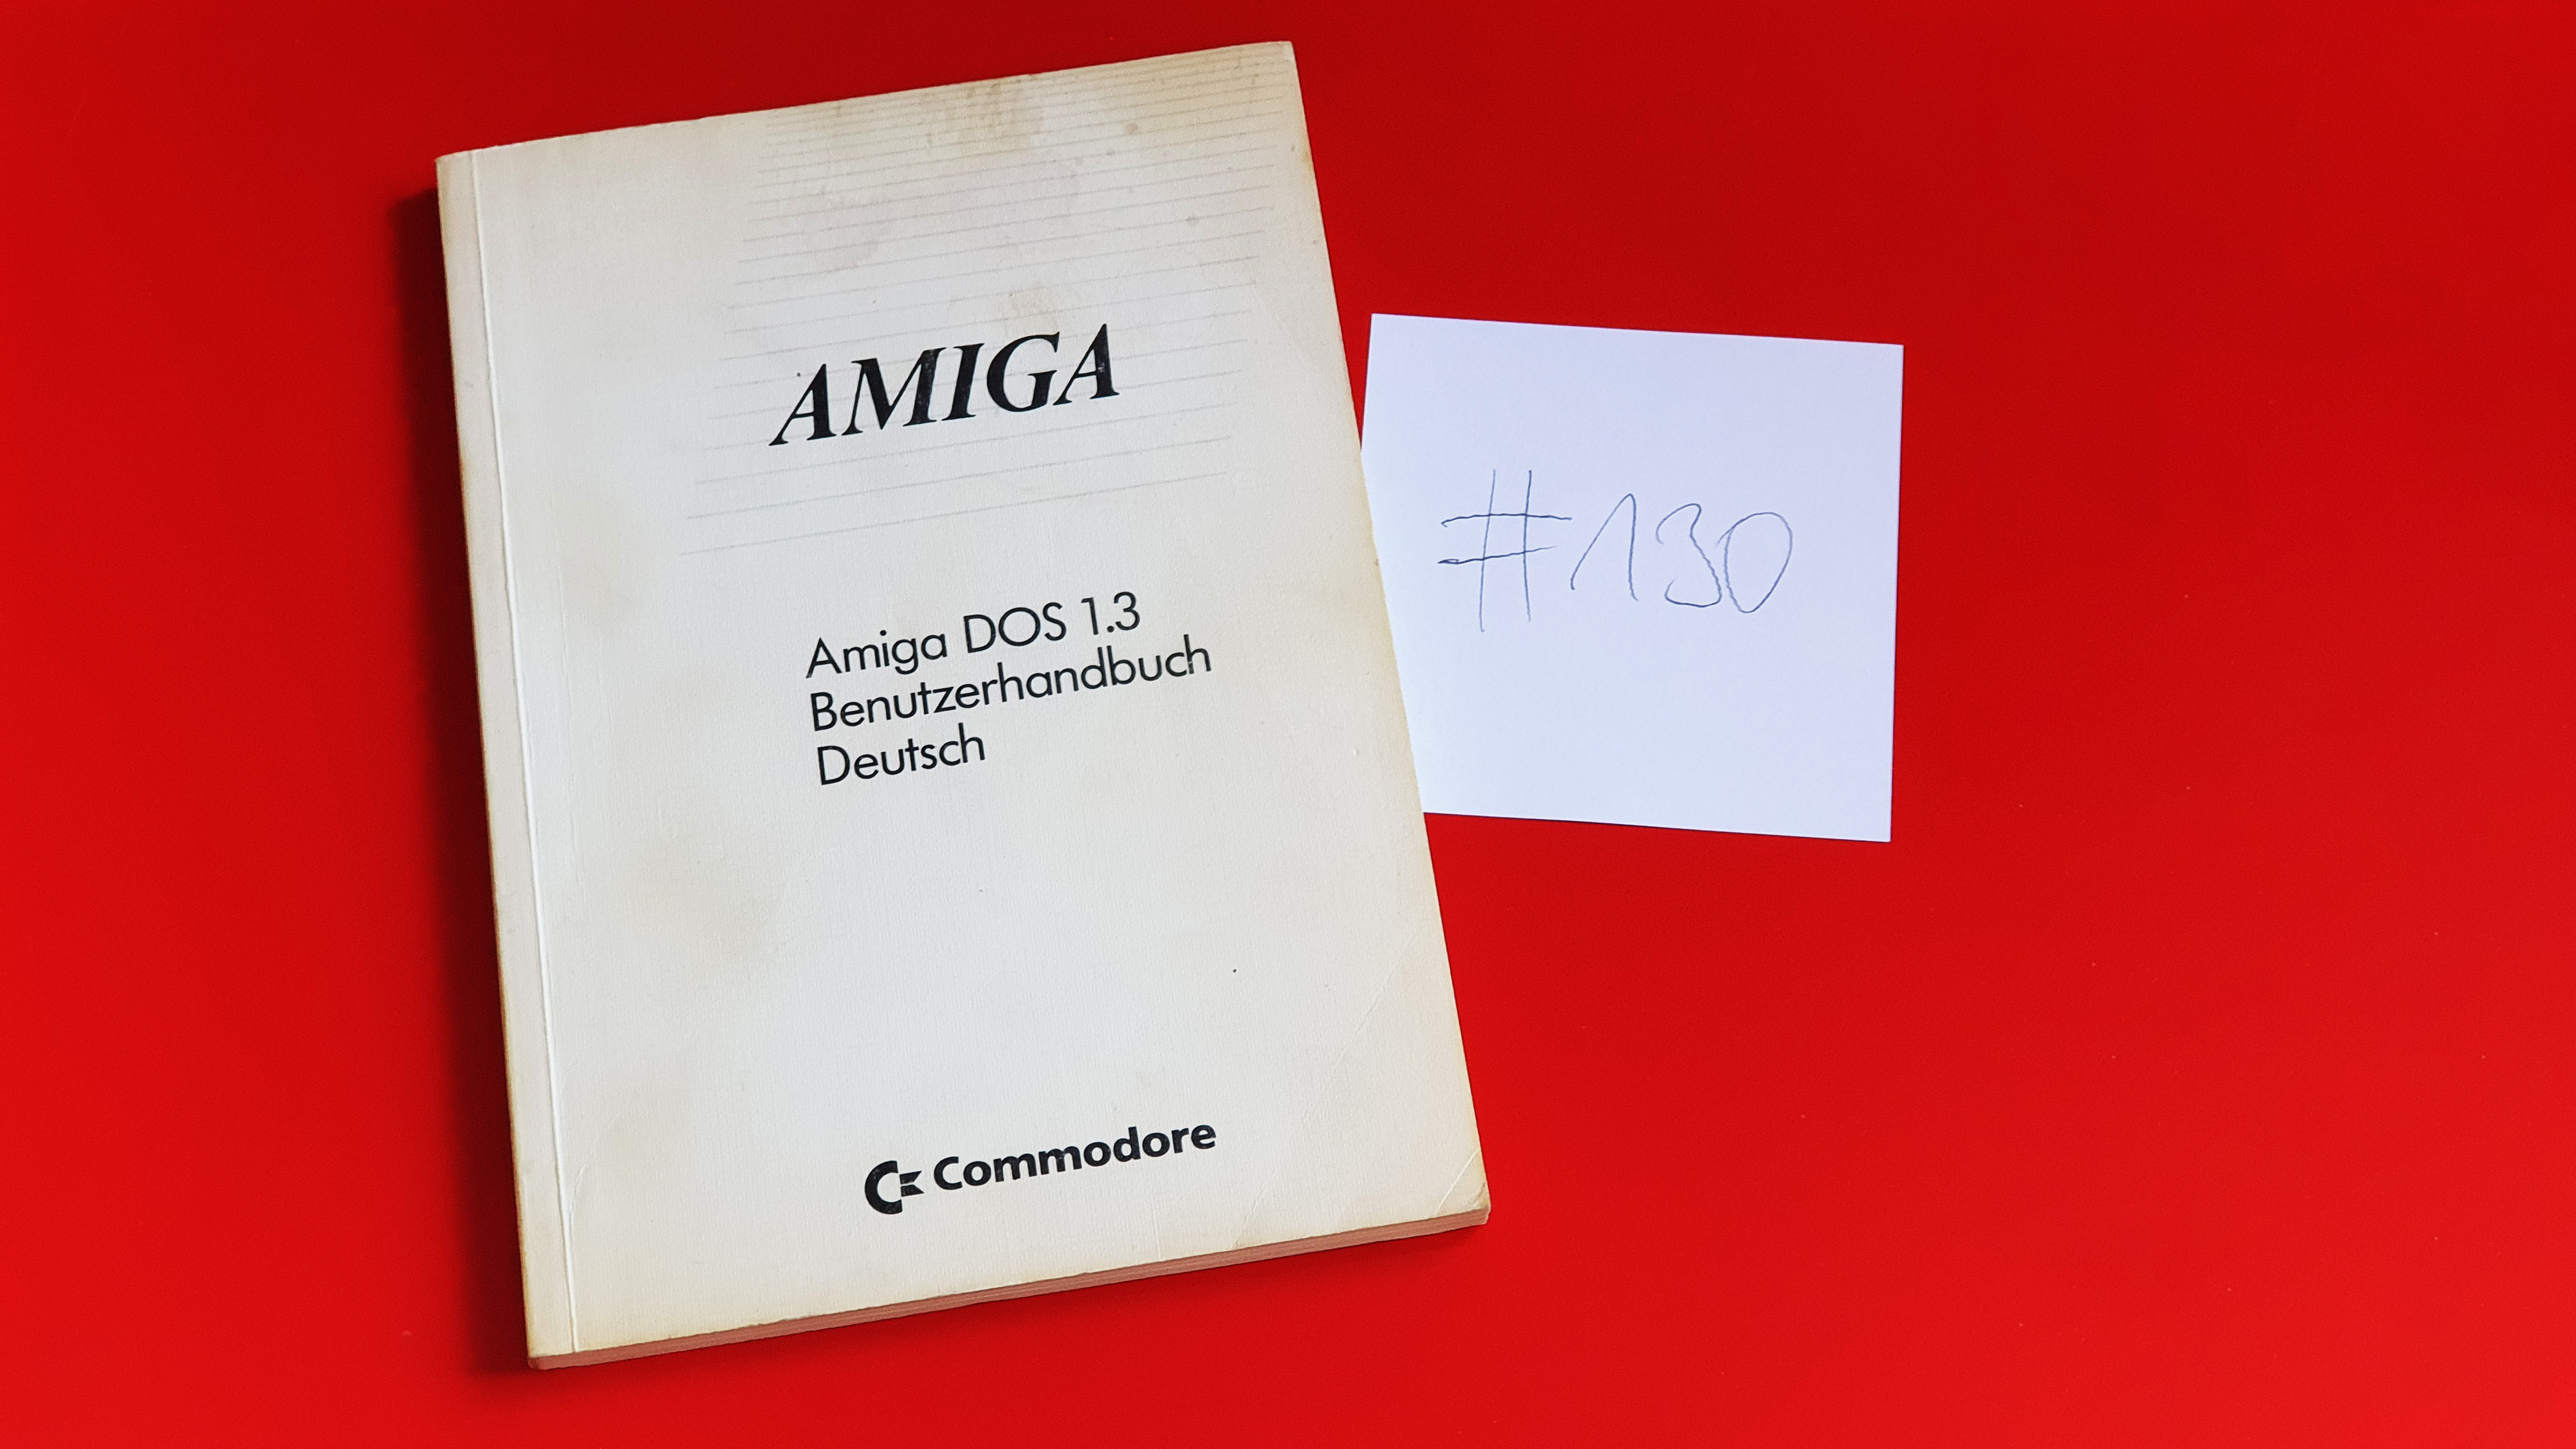 AMIGA
Amiga DOS 1.3
Benutzerhandbuch
Deutsch
Commodore
#130